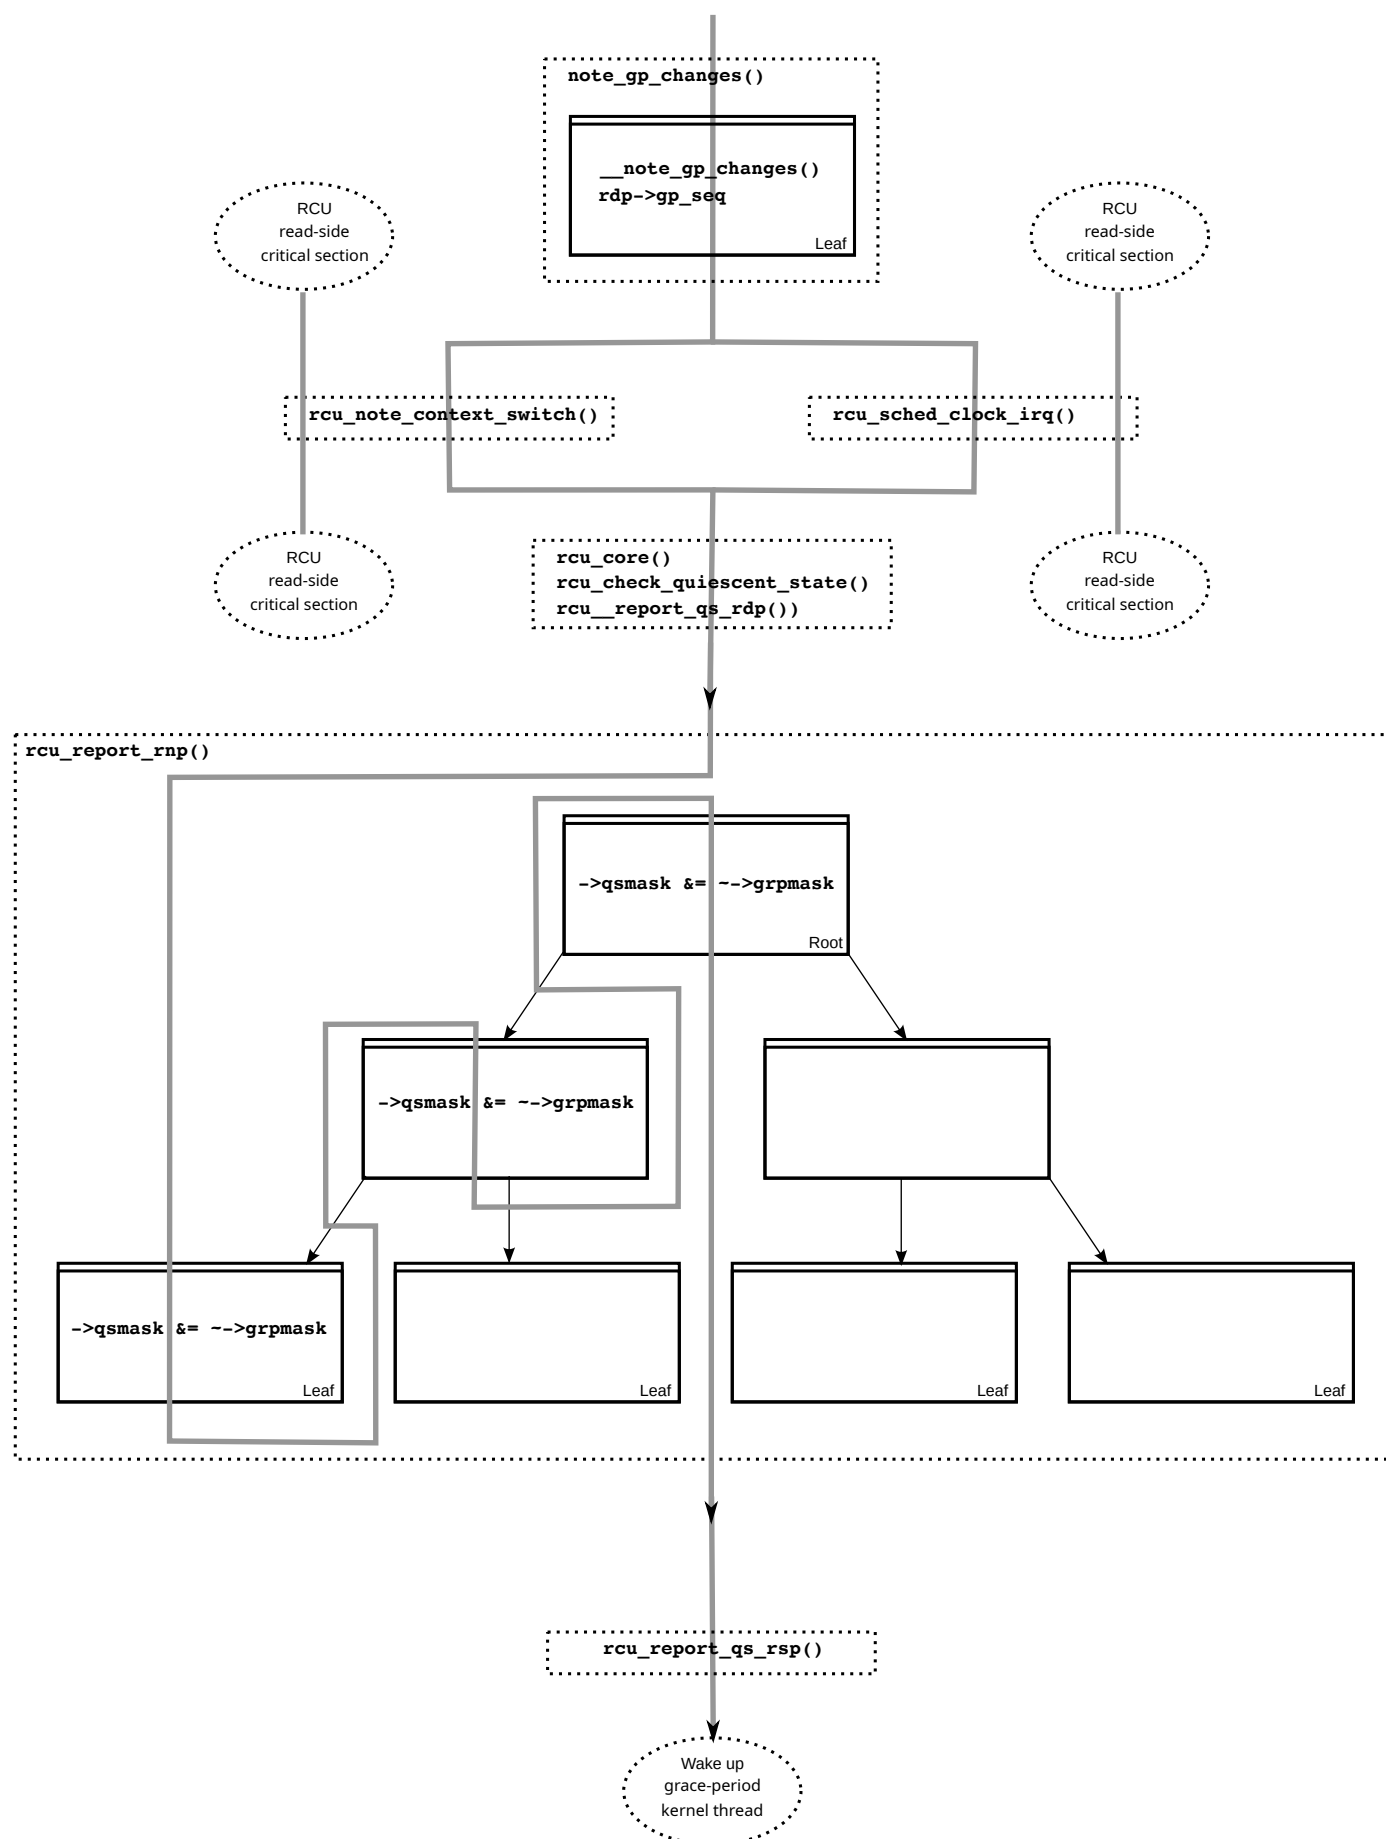 note_gp_changes()
__note_gp_changes()
rdp->gp_seq
Leaf
RCU
read-side
critical section
RCU
read-side
critical section
rcu_note_context_switch()
rcu_sched_clock_irq()
RCU
read-side
critical section
rcu_core()
rcu_check_quiescent_state()
rcu__report_qs_rdp())
RCU
read-side
critical section
rcu_report_rnp()
->qsmask &= ~->grpmask
Root
->qsmask &= ~->grpmask
->qsmask &= ~->grpmask
Leaf
Leaf
Leaf
Leaf
rcu_report_qs_rsp()
Wake up
grace-period
kernel thread